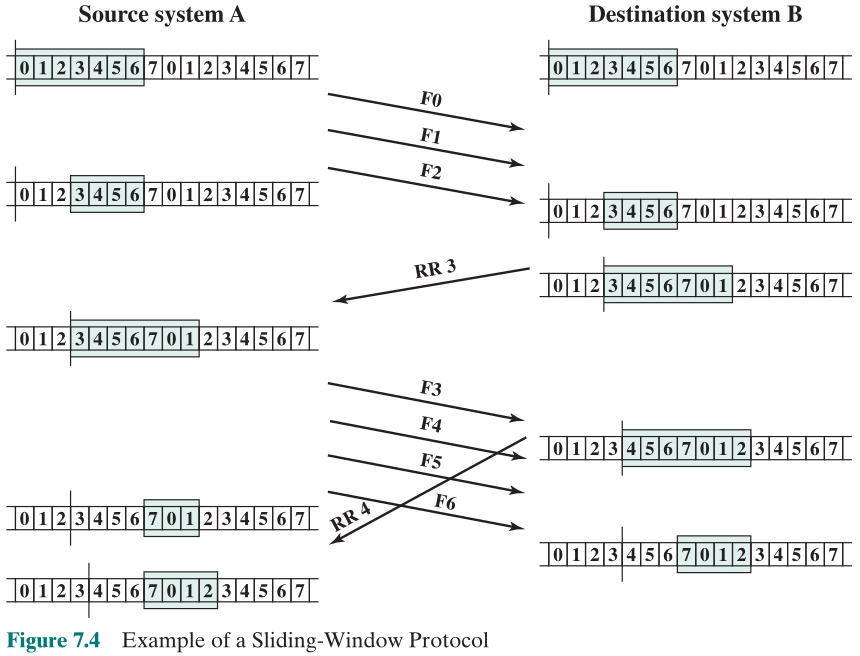 Source system A
Destination system B
0 1 2 3 4 5 6 7 0 1 2 3 4 5 6 7
0 1 2 3 4 5 6 7 0 1 2 3 4 5 6 7
F0
F1
F2
0 1 2 3 4 5 6 7 0 1 2 3 4 5 6 7
0 1 2 3 4 5 6 7 0 1 2 3 4 5 6 7
RR 3
0 1 2 3 4 5 6 7 0 1 2 3 4 5 6 7
0 1 2 3 4 5 6 7 0 1 2 3 4 5 6 7
F3
F4
F5
F6
0 1 2 3 4 5 6 7 0 1 2 3 4 5 6 7
RR 4
0 1 2 3 4 5 6 7 0 1 2 3 4 5 6 7
0 1 2 3 4 5 6 7 0 1 2 3 4 5 6 7
0 1 2 3 4 5 6 7 0 1 2 3 4 5 6 7
Figure 7.4 Example of a Sliding-Window Protocol